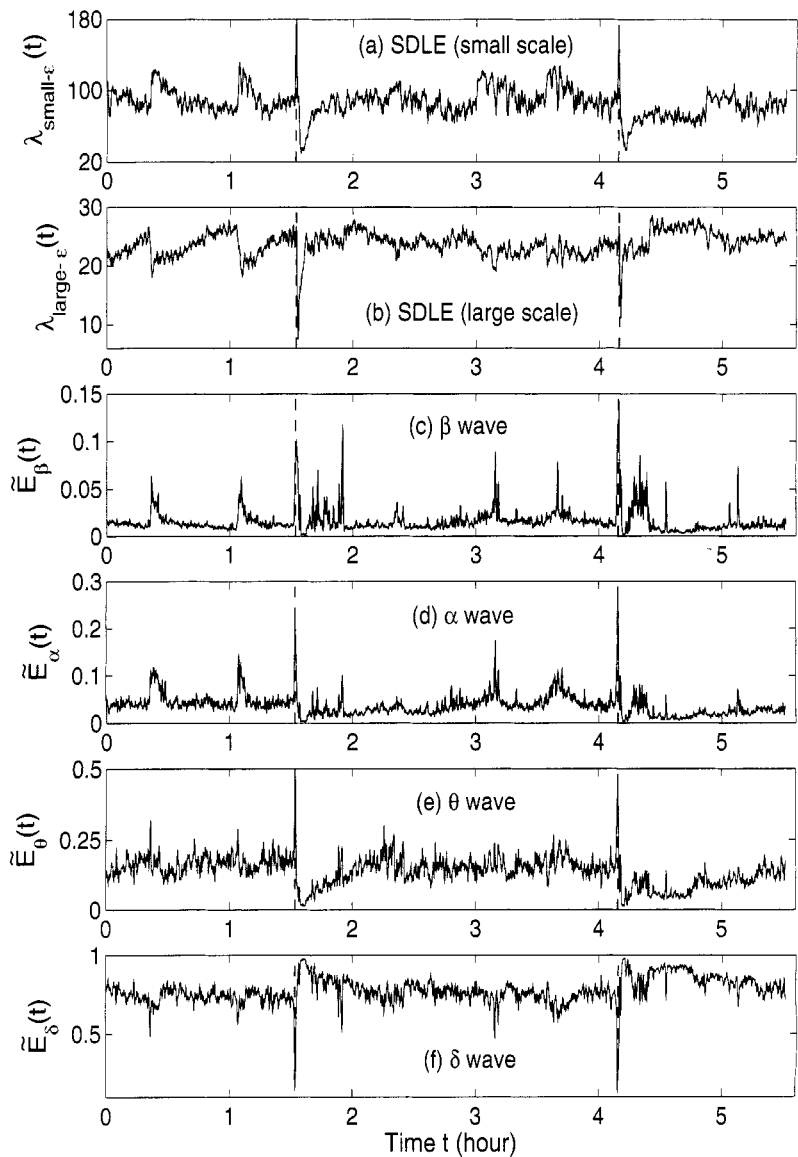 180
100
20
λsmall-ε (t)
(a) SDLE (small scale)
0 1 2 3 4 5
30
20
10
λlarge-ε(t)
(b) SDLE (large scale)
0 1 2 3 4 5
0.15
0.1
0.05
0
Ẽβ(t)
(c) β wave
0 1 2 3 4 5
0.3
0.2
0.1
0
Ẽα(t)
(d) α wave
0 1 2 3 4 5
0.5
0.25
0
Ẽθ(t)
(e) θ wave
0 1 2 3 4 5
1
0.5
Ẽδ(t)
(f) δ wave
0 1 2 3 4 5
Time t (hour)